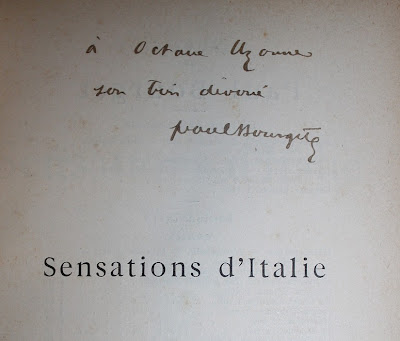 à Octave Uzanne
son très dévoué
Paul Bourget
Sensations d'Italie